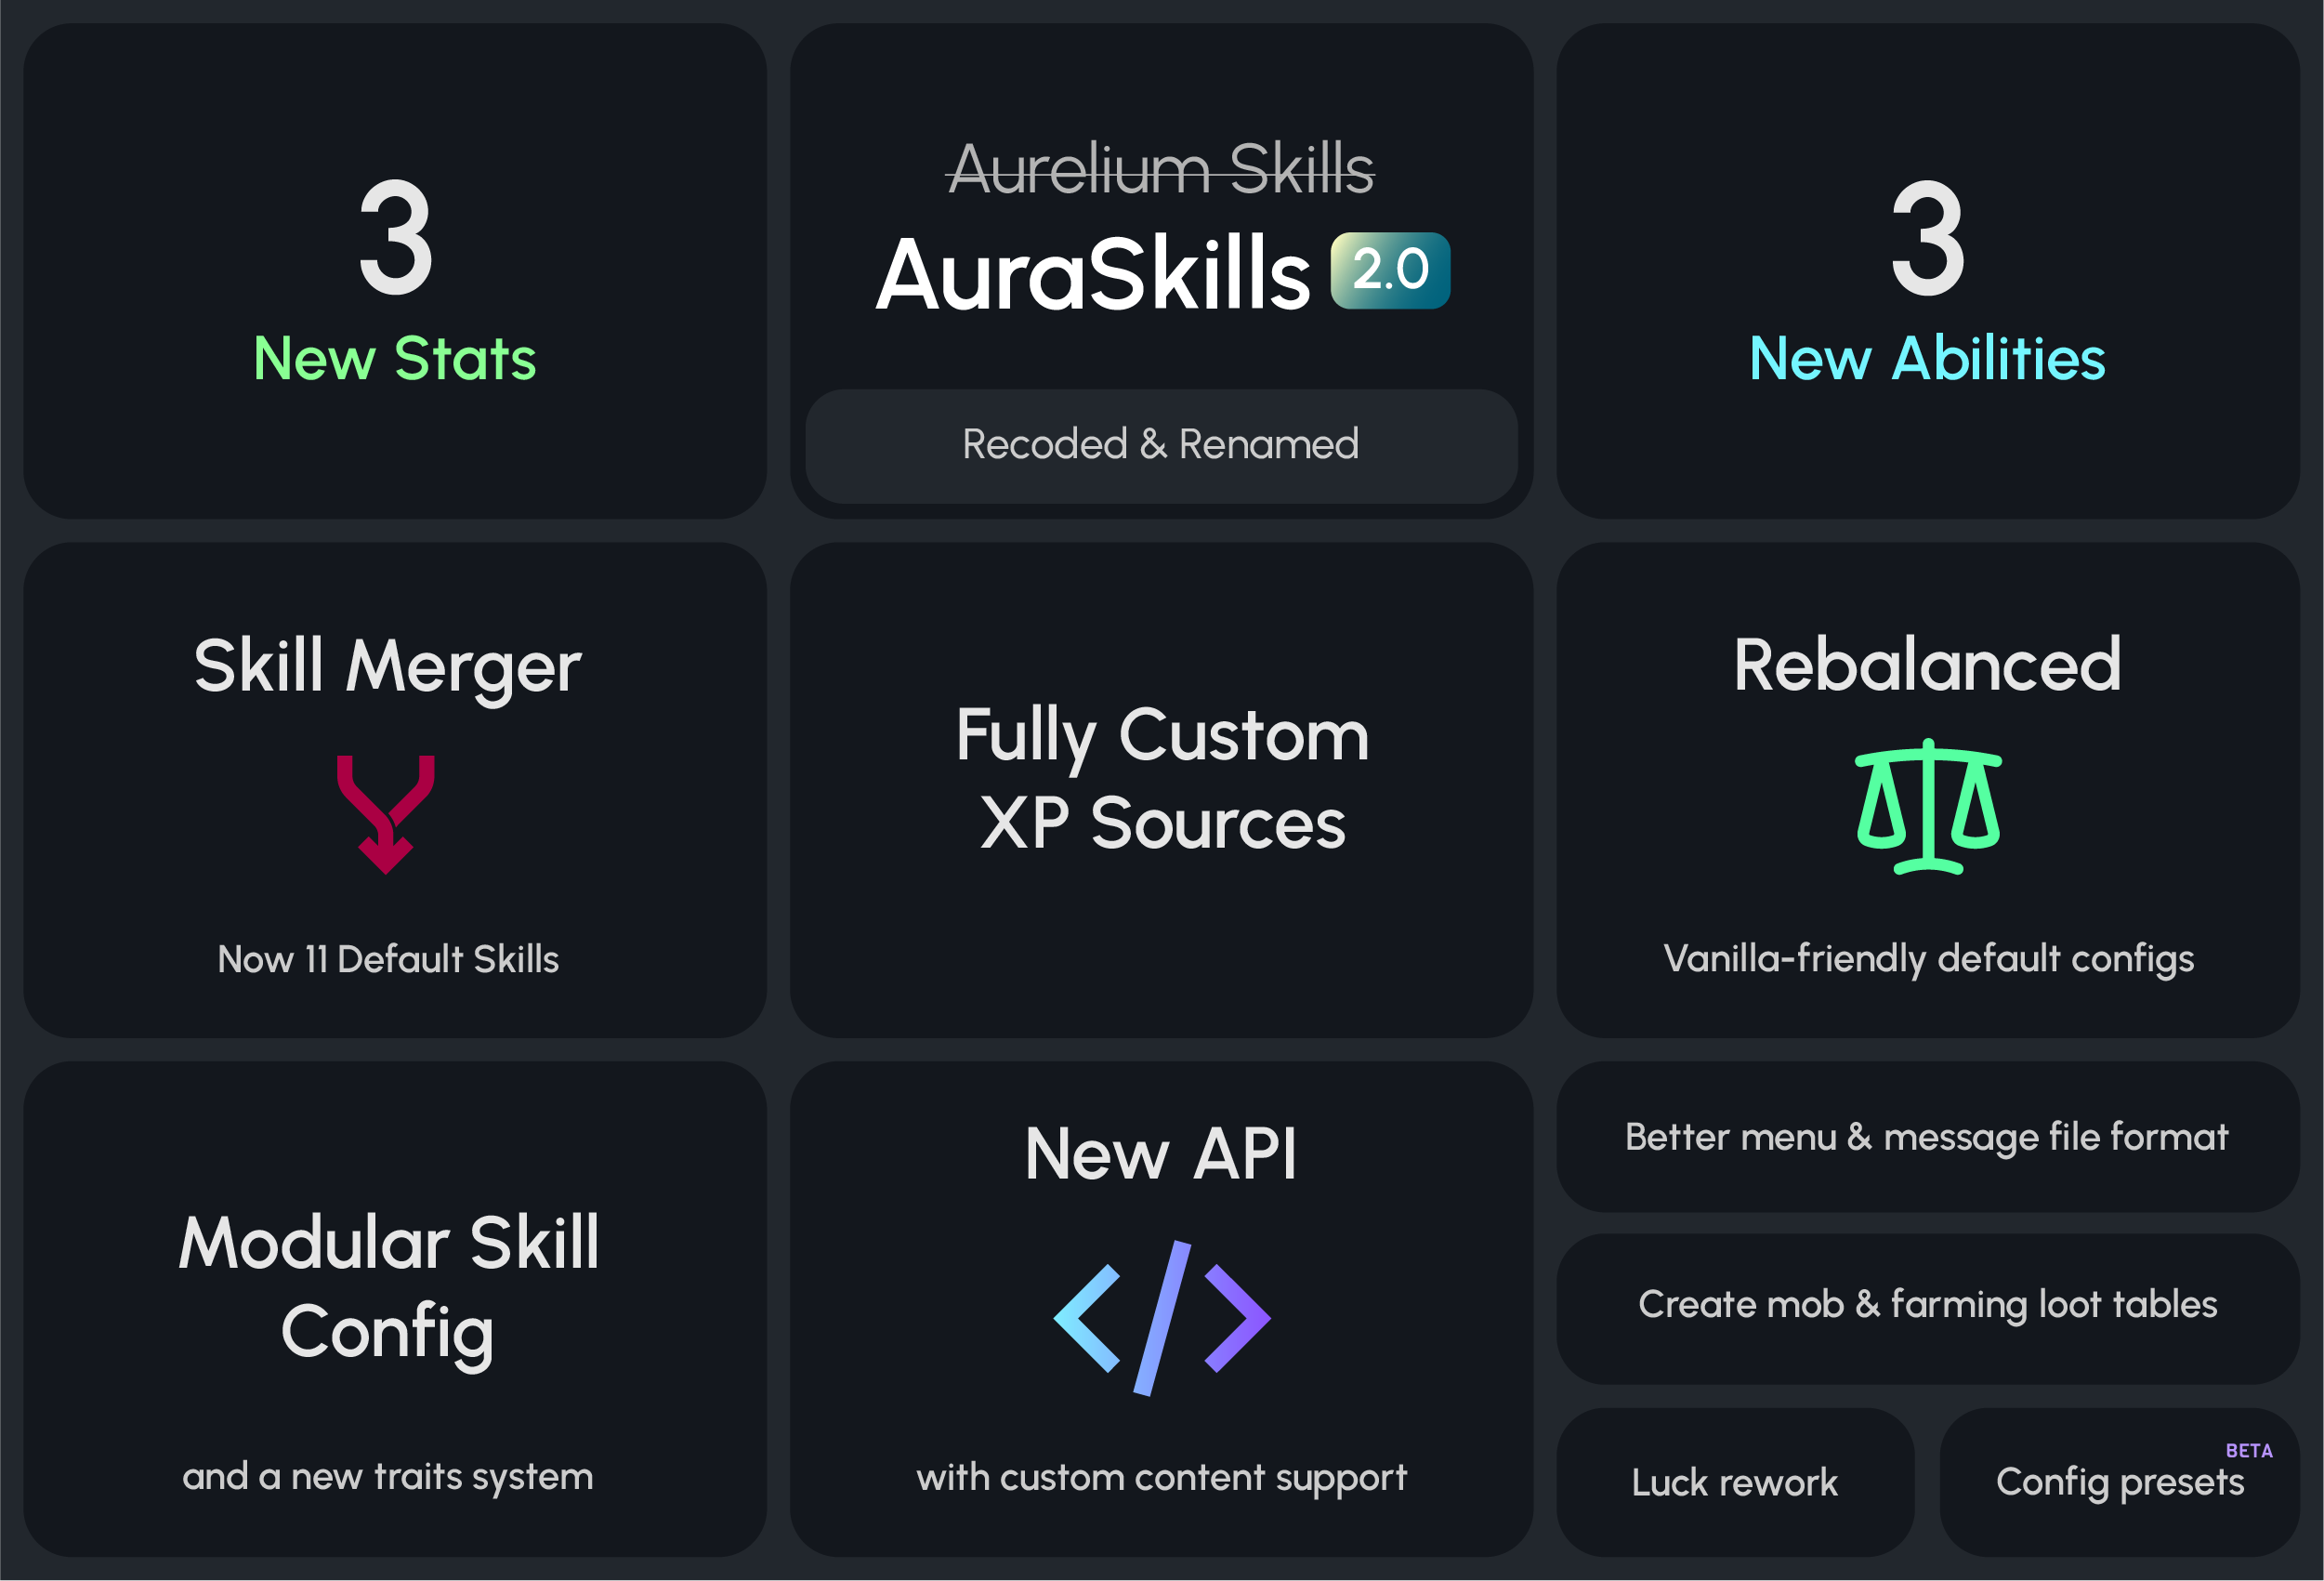 3
New Stats
Aurelium Skills
AuraSkills 2.0
Recoded & Renamed
3
New Abilities
Skill Merger
Now 11 Default Skills
Fully Custom
XP Sources
Rebalanced
Vanilla-friendly default configs
Modular Skill
Config
and a new traits system
New API
with custom content support
Better menu & message file format
Create mob & farming loot tables
Luck rework
BETA
Config presets